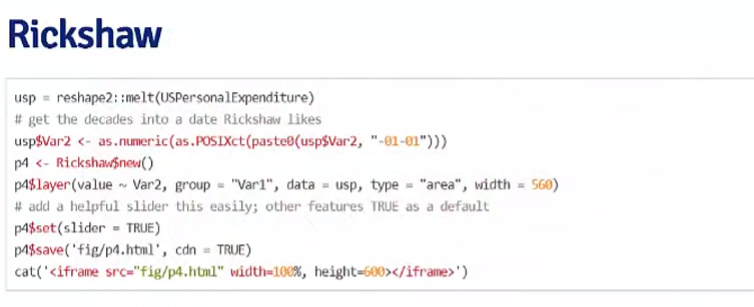 Rickshaw
usp = reshape2::melt(USPersonalExpenditure)
# get the decades into a date Rickshaw likes
usp$Var2 <- as.numeric(as.POSIXct(paste0(usp$Var2, "-01-01")))
p4 <- Rickshaw$new()
p4$layer(value ~ Var2, group = "Var1", data = usp, type = "area", width = 560)
# add a helpful slider this easily; other features TRUE as a default
p4$set(slider = TRUE)
p4$save('fig/p4.html', cdn = TRUE)
cat('<iframe src="fig/p4.html" width=100%, height=600></iframe>')